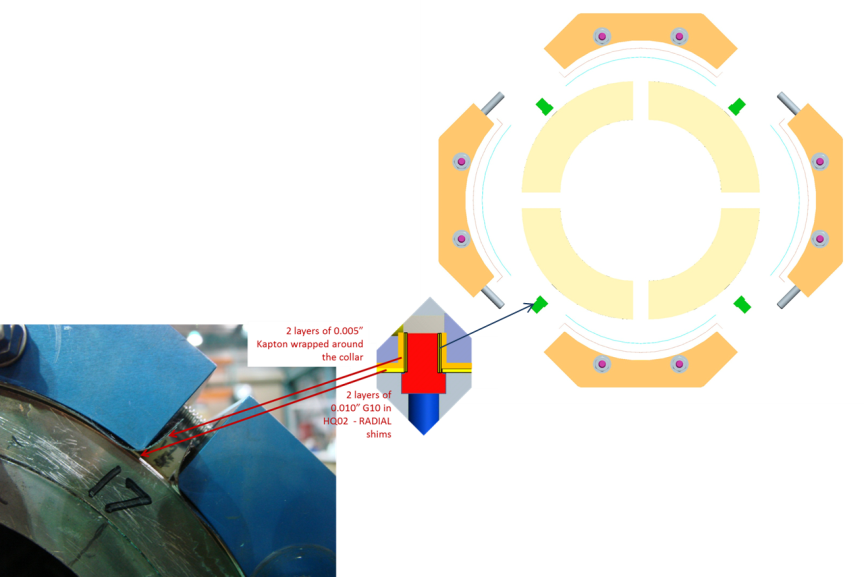 2 layers of 0.005″
Kapton wrapped around
the collar
2 layers of
0.010″ G10 in
HQ02 - RADIAL
shims
17